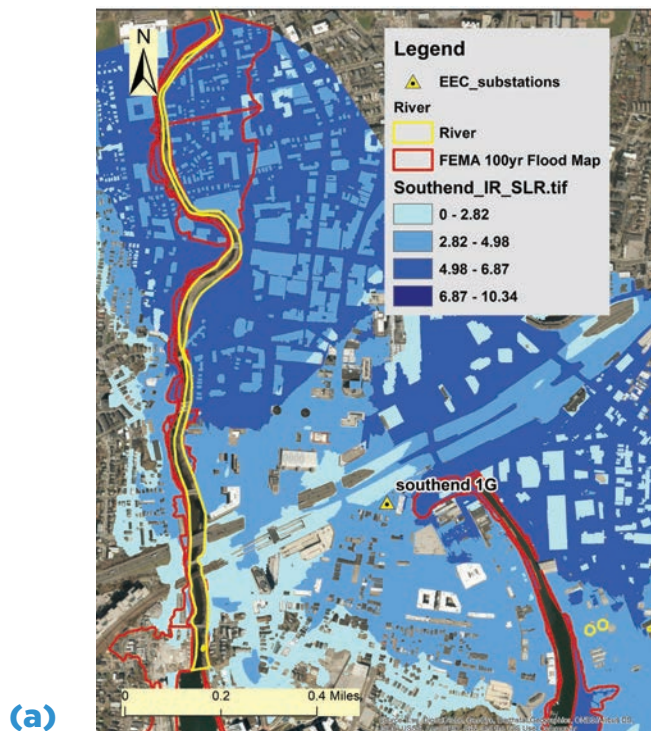 N
Legend
EEC_substations
River
River
FEMA 100yr Flood Map
Southend_IR_SLR.tif
0 - 2.82
2.82 - 4.98
4.98 - 6.87
6.87 - 10.34
southend 1G
0 0.2 0.4 Miles
(a)